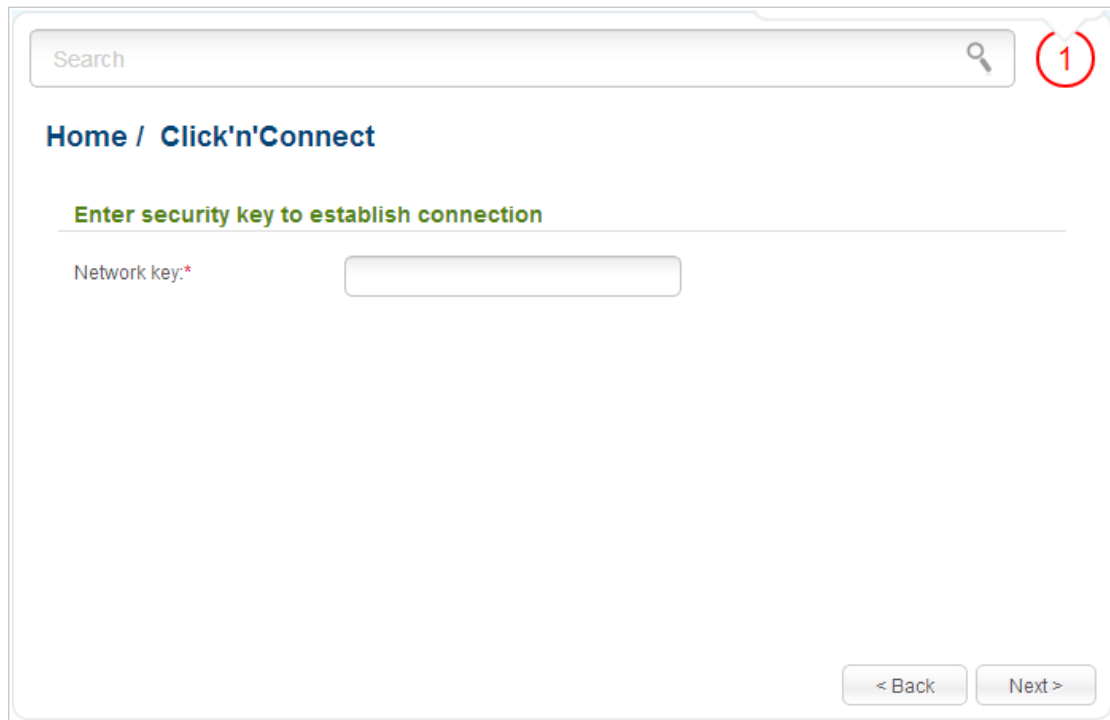 Search
1
Home / Click'n'Connect
Enter security key to establish connection
Network key:*
< Back
Next >